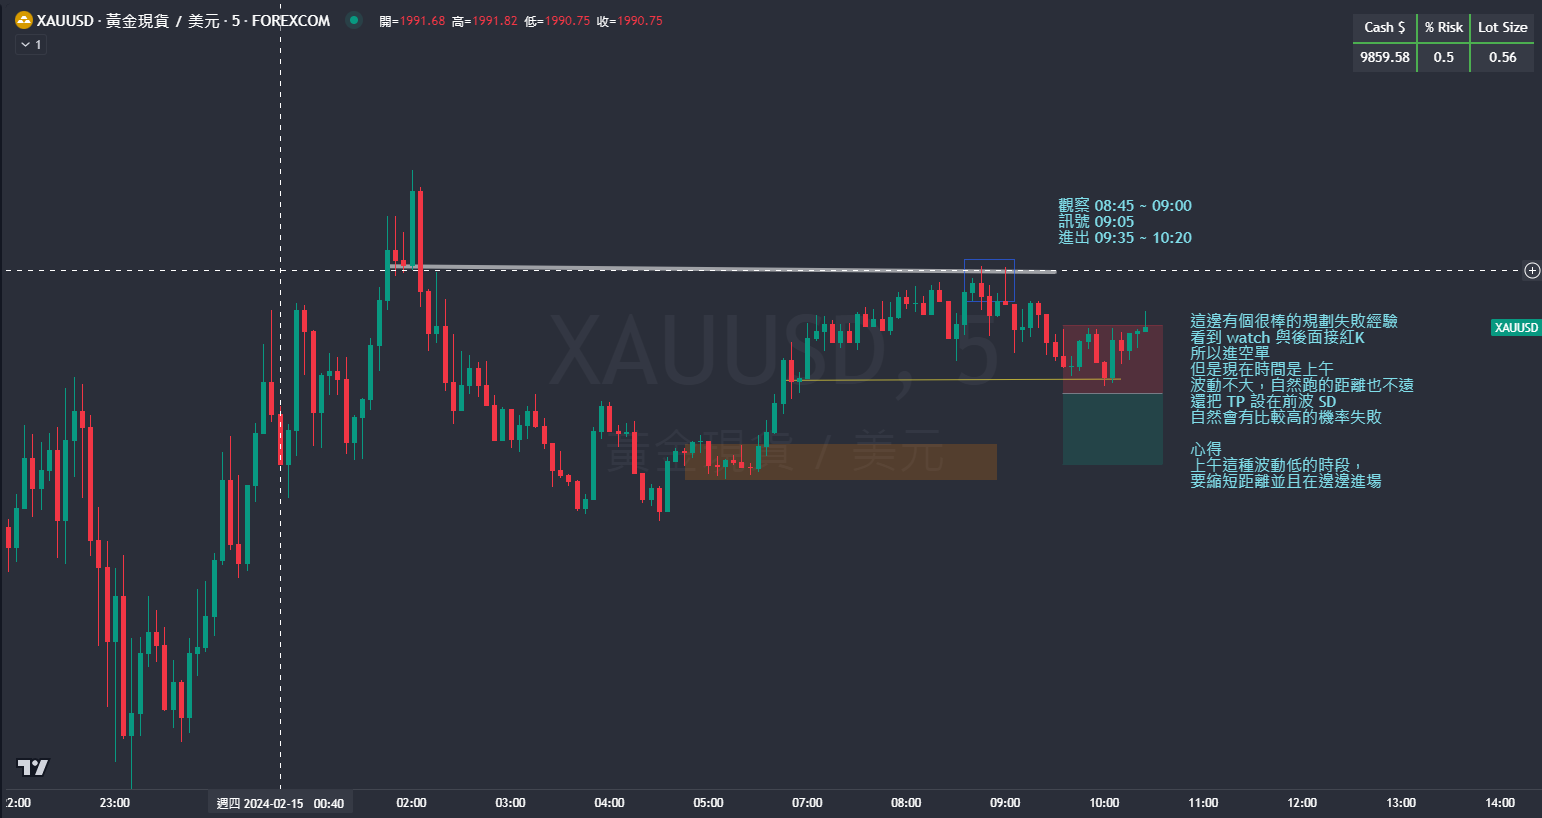 XAUUSD · 黃金現貨 / 美元 · 5 · FOREXCOM 開=1991.68 高=1991.82 低=1990.75 收=1990.75
1
Cash $ % Risk Lot Size
9859.58 0.5 0.56
觀察 08:45 ~ 09:00
訊號 09:05
進出 09:35 ~ 10:20
XAUUSD, 5
黃金現貨 / 美元
這邊有個很棒的規劃失敗經驗
看到 watch 與後面接紅K
所以進空單
但是現在時間是上午
波動不大，自然跑的距離也不遠
還把 TP 設在前波 SD
自然會有比較高的機率失敗
心得
上午這種波動低的時段，
要縮短距離並且在邊邊進場
XAUUSD
2:00 23:00 週四 2024-02-15 00:40 02:00 03:00 04:00 05:00 07:00 08:00 09:00 10:00 11:00 12:00 13:00 14:00